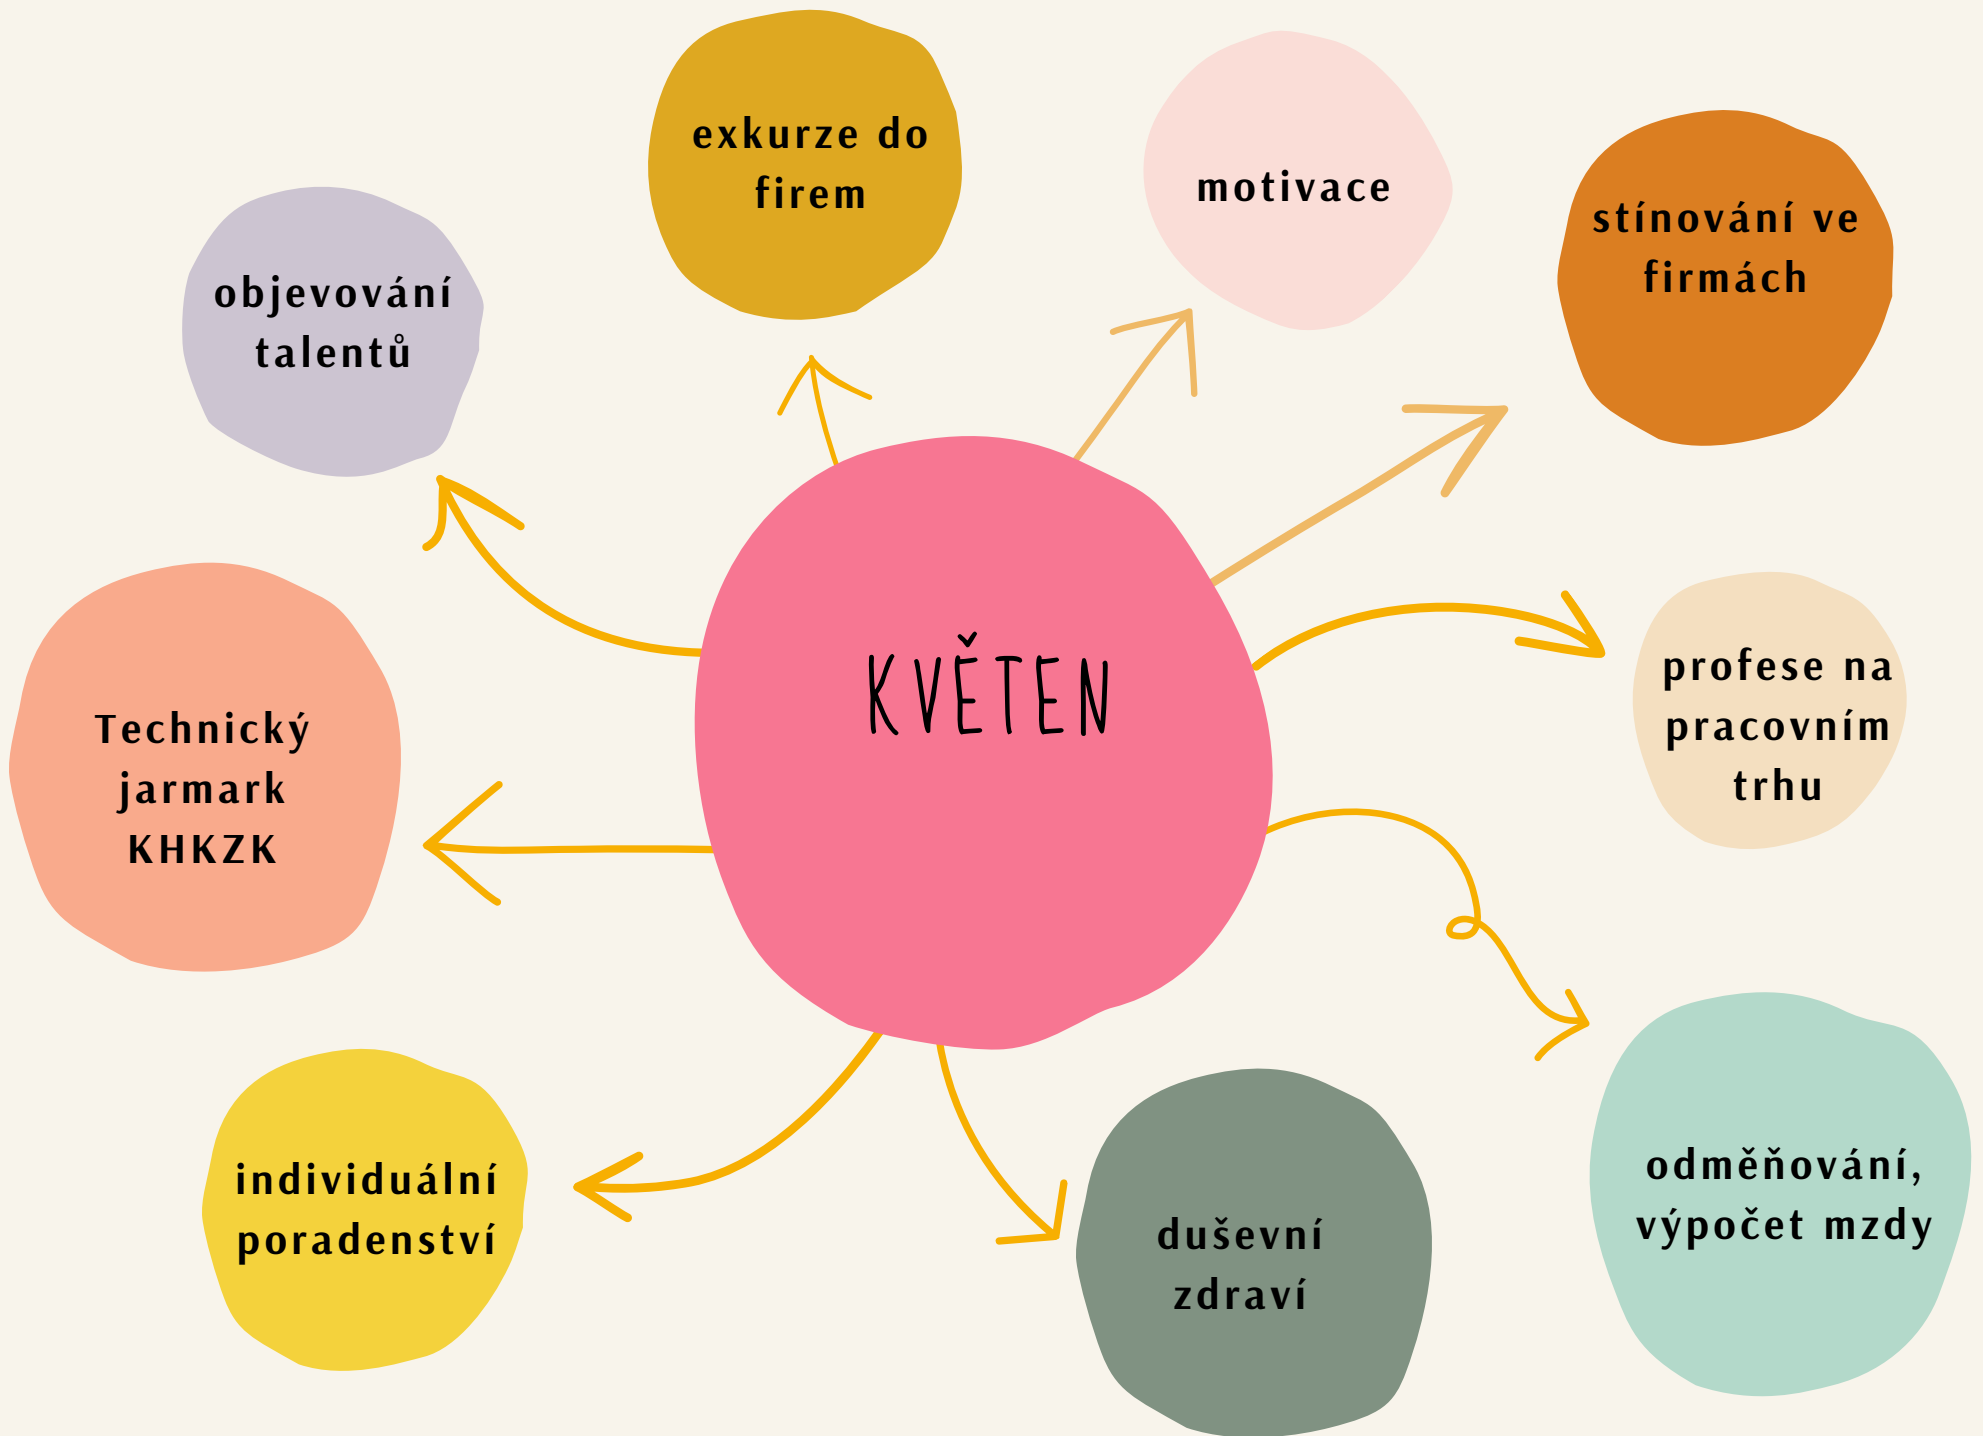 exkurze do
firem
motivace
stínování ve
firmách
objevování
talentů
KVĚTEN
profese na
pracovním
trhu
Technický
jarmark
KHKZK
individuální
poradenství
duševní
zdraví
odměňování,
výpočet mzdy